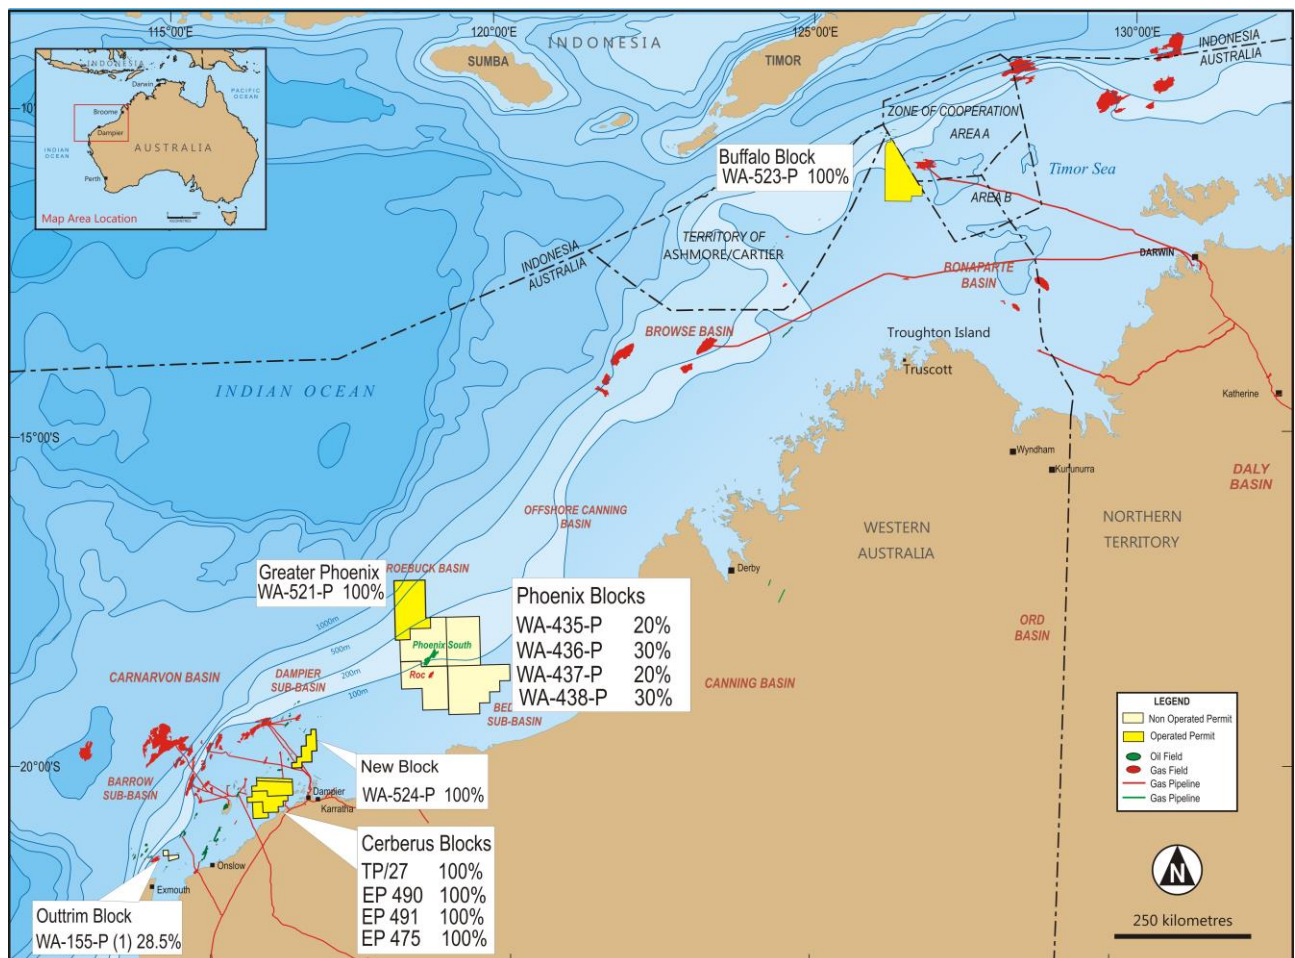 115°00'E
120°00'E
125°00'E
130°00'E
INDONESIA
SUMBA
TIMOR
INDONESIA
AUSTRALIA
INDONESIA
Darwin
PACIFIC
OCEAN
Broome
Dampier
INDIAN
OCEAN
AUSTRALIA
Perth
Map Area Location
10°
ZONE OF COOPERATION
AREA A
Buffalo Block
WA-523-P 100%
Timor Sea
AREA B
TERRITORY OF
ASHMORE/CARTIER
INDONESIA
AUSTRALIA
DARWIN
BONAPARTE
BASIN
BROWSE BASIN
Troughton Island
Truscott
INDIAN OCEAN
Katherine
15°00'S
Wyndham
Kununurra
DALY
BASIN
OFFSHORE CANNING
BASIN
WESTERN
AUSTRALIA
NORTHERN
TERRITORY
Derby
Greater Phoenix
WA-521-P 100%
ROEBUCK BASIN
Phoenix Blocks
WA-435-P 20%
WA-436-P 30%
WA-437-P 20%
WA-438-P 30%
1000m
500m
200m
100m
Phoenix South
Roc
ORD
BASIN
CARNARVON BASIN
DAMPIER
SUB-BASIN
CANNING BASIN
BED
SUB-BASIN
LEGEND
Non Operated Permit
Operated Permit
Oil Field
Gas Field
Gas Pipeline
Gas Pipeline
20°00'S
BARROW
SUB-BASIN
New Block
WA-524-P 100%
Dampier
Karratha
Cerberus Blocks
TP/27 100%
EP 490 100%
EP 491 100%
EP 475 100%
Onslow
Exmouth
Outtrim Block
WA-155-P (1) 28.5%
N
250 kilometres